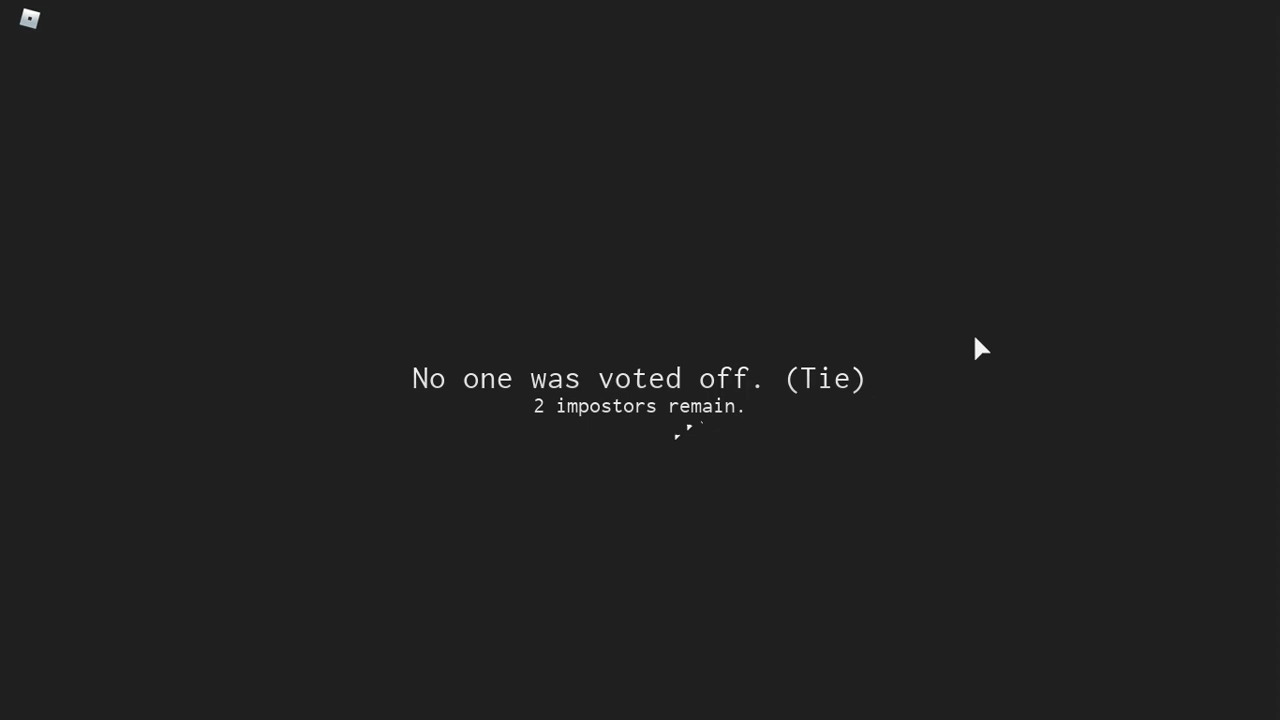 No one was voted off. (Tie)
2 impostors remain.